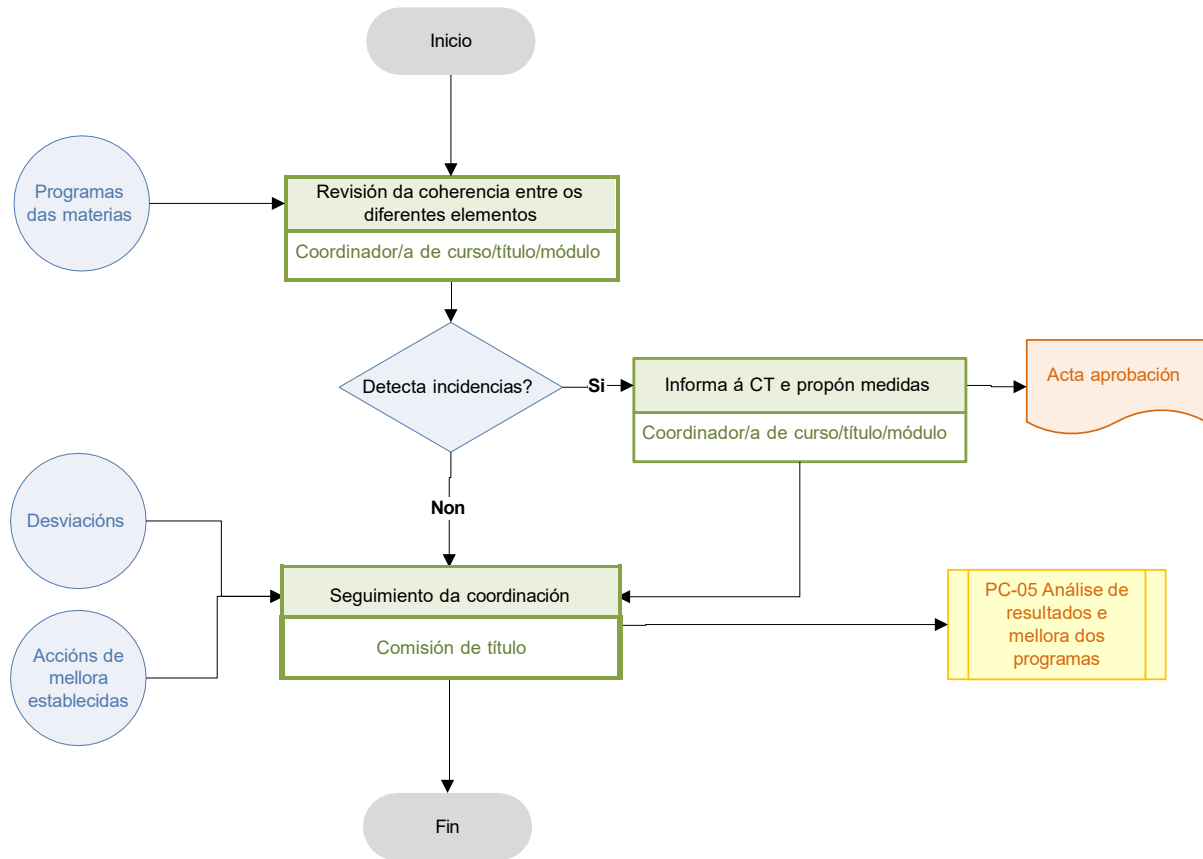 Inicio
Programas
das materias
Revisión da coherencia entre os
diferentes elementos
Coordinador/a de curso/título/módulo
Detecta incidencias?
Si
Informa á CT e propón medidas
Coordinador/a de curso/título/módulo
Acta aprobación
Non
Desviacións
Accións de
mellora
establecidas
Seguimiento da coordinación
Comisión de título
PC-05 Análise de
resultados e
mellora dos
programas
Fin